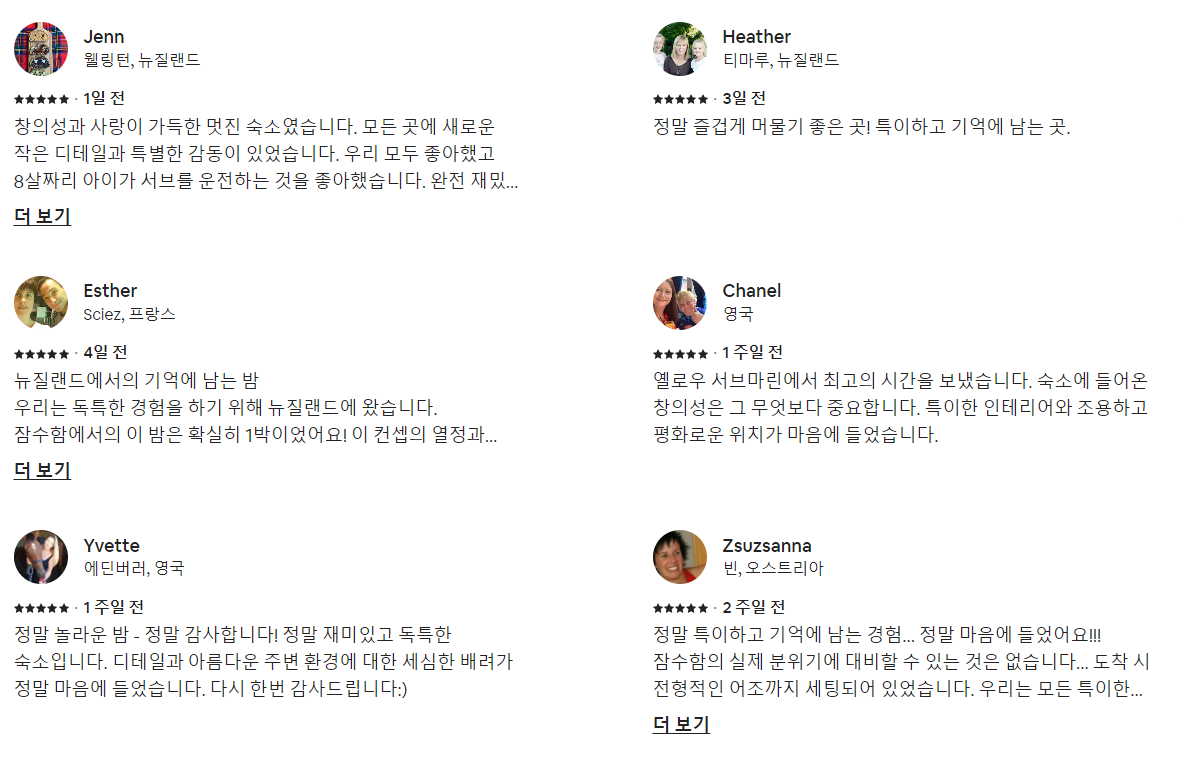 Jenn
웰링턴, 뉴질랜드
★★★★★ · 1일 전
창의성과 사랑이 가득한 멋진 숙소였습니다. 모든 곳에 새로운
작은 디테일과 특별한 감동이 있었습니다. 우리 모두 좋아했고
8살짜리 아이가 서브를 운전하는 것을 좋아했습니다. 완전 재밌...
더 보기
Heather
티마루, 뉴질랜드
★★★★★ · 3일 전
정말 즐겁게 머물기 좋은 곳! 특이하고 기억에 남는 곳.
Esther
Sciez, 프랑스
★★★★★ · 4일 전
뉴질랜드에서의 기억에 남는 밤
우리는 독특한 경험을 하기 위해 뉴질랜드에 왔습니다.
잠수함에서의 이 밤은 확실히 1박이었어요! 이 컨셉의 열정과...
더 보기
Chanel
영국
★★★★★ · 1 주일 전
옐로우 서브마린에서 최고의 시간을 보냈습니다. 숙소에 들어온
창의성은 그 무엇보다 중요합니다. 특이한 인테리어와 조용하고
평화로운 위치가 마음에 들었습니다.
Yvette
에딘버러, 영국
★★★★★ · 1 주일 전
정말 놀라운 밤 - 정말 감사합니다! 정말 재미있고 독특한
숙소입니다. 디테일과 아름다운 주변 환경에 대한 세심한 배려가
정말 마음에 들었습니다. 다시 한번 감사드립니다:)
Zsuzsanna
빈, 오스트리아
★★★★★ · 2 주일 전
정말 특이하고 기억에 남는 경험... 정말 마음에 들었어요!!!
잠수함의 실제 분위기에 대비할 수 있는 것은 없습니다... 도착 시
전형적인 어조까지 세팅되어 있었습니다. 우리는 모든 특이한...
더 보기